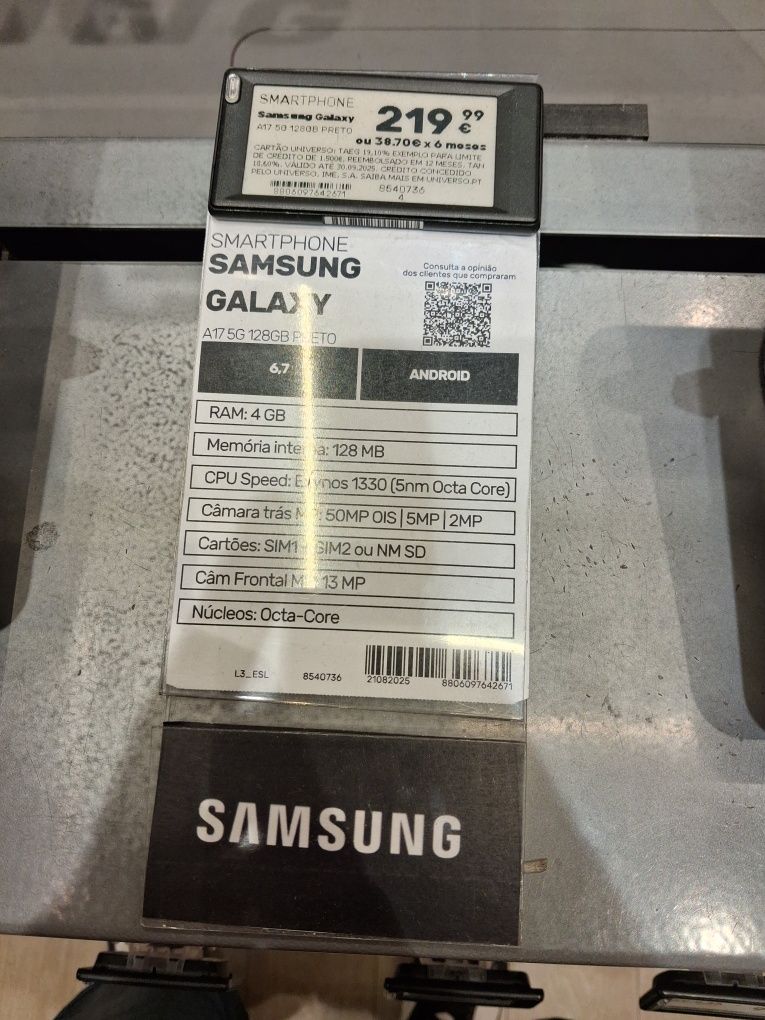 SMARTPHONE
Samsung Galaxy
A17 5G 128GB PRETO
219,99 €
ou 38.70€ x 6 meses
CARTÃO UNIVERSO: TAEG 19,10% EXEMPLO PARA LIMITE
DE CRÉDITO DE 1.500€, REEMBOLSADO EM 12 MESES, TAN
18,60%. VÁLIDO ATÉ 30.09.2025. CRÉDITO CONCEDIDO
PELO UNIVERSO, IME, S.A. SAIBA MAIS EM UNIVERSO.PT
8806097642671
8540736
4
SMARTPHONE
SAMSUNG
GALAXY
A17 5G 128GB PRETO
Consulta a opinião
dos clientes que compraram
6,7
ANDROID
RAM: 4 GB
Memória interna: 128 MB
CPU Speed: Exynos 1330 (5nm Octa Core)
Câmara trás MP: 50MP OIS | 5MP | 2MP
Cartões: SIM1 + SIM2 ou NM SD
Câm Frontal MP: 13 MP
Núcleos: Octa-Core
L3_ESL 8540736 21082025 8806097642671
SAMSUNG